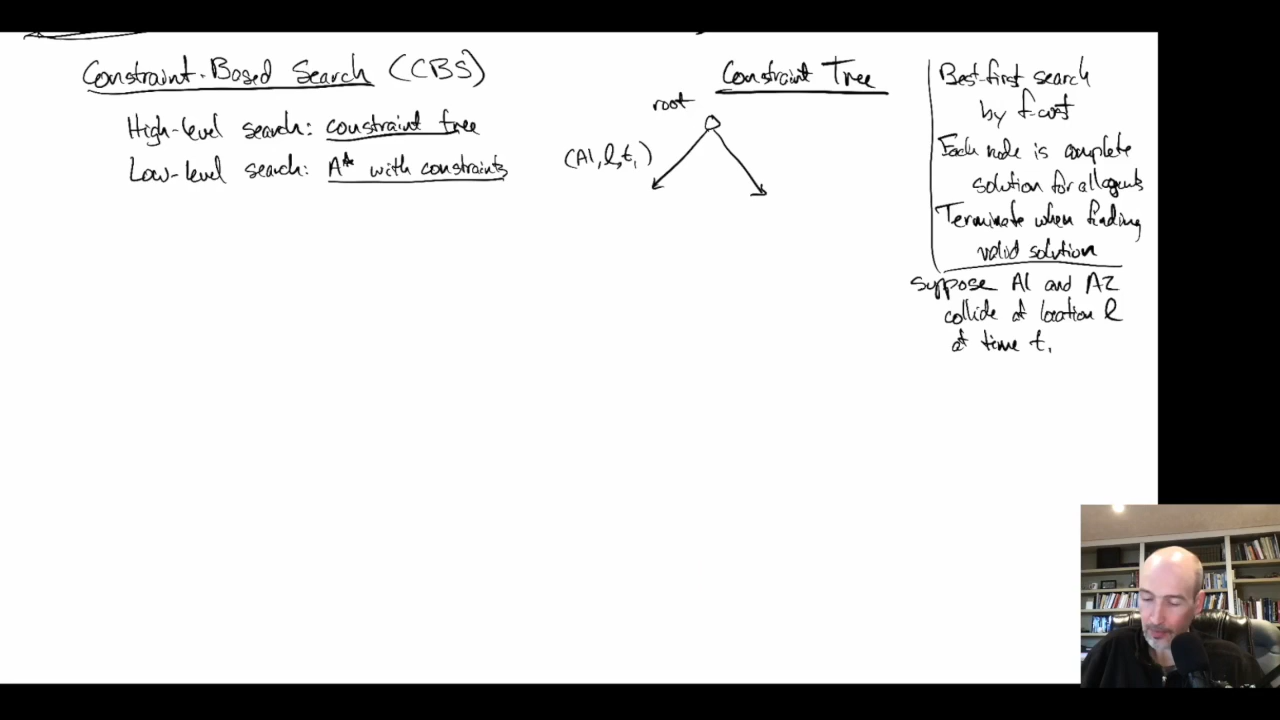 Constraint-Based Search (CBS)
High-level search: constraint tree
Low-level search: A* with constraints
Constraint Tree
root
(A1, l, t₁)
Best-first search
by f-cost
Each node is complete
solution for all agents
Terminate when finding
valid solution
suppose A1 and A2
collide at location l
at time t₁